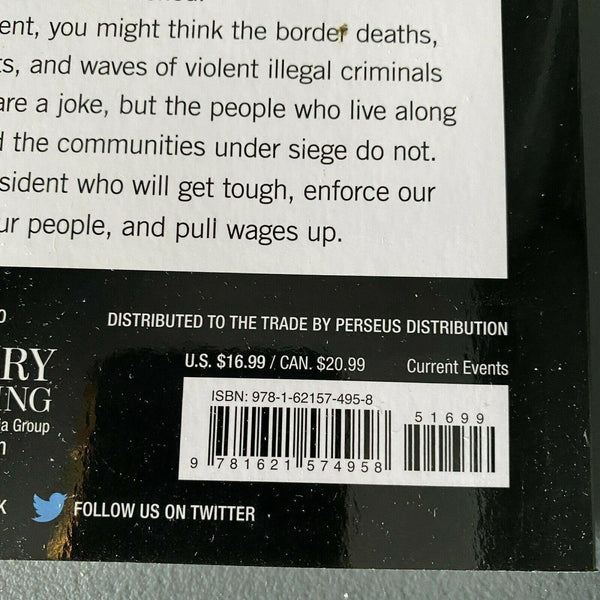 ent, you might think the border deaths,
ts, and waves of violent illegal criminals
are a joke, but the people who live along
d the communities under siege do not.
sident who will get tough, enforce our
ur people, and pull wages up.
DISTRIBUTED TO THE TRADE BY PERSEUS DISTRIBUTION
RY
U.S. $16.99 / CAN. $20.99 Current Events
ING
a Group
ISBN: 978-1-62157-495-8
51699
9 781621 574958
K
FOLLOW US ON TWITTER